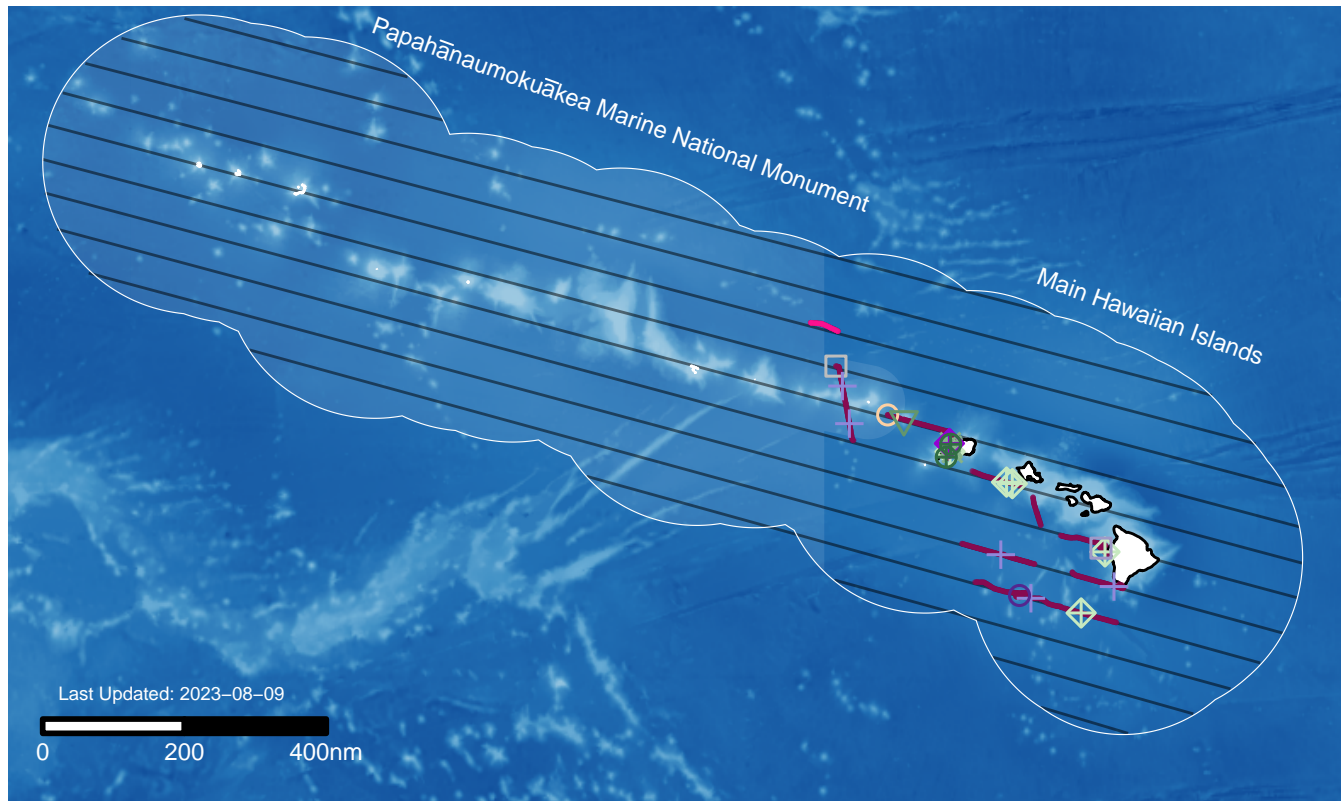 Papahānaumokuākea Marine National Monument
Main Hawaiian Islands
Last Updated: 2023−08−09
0 200 400nm